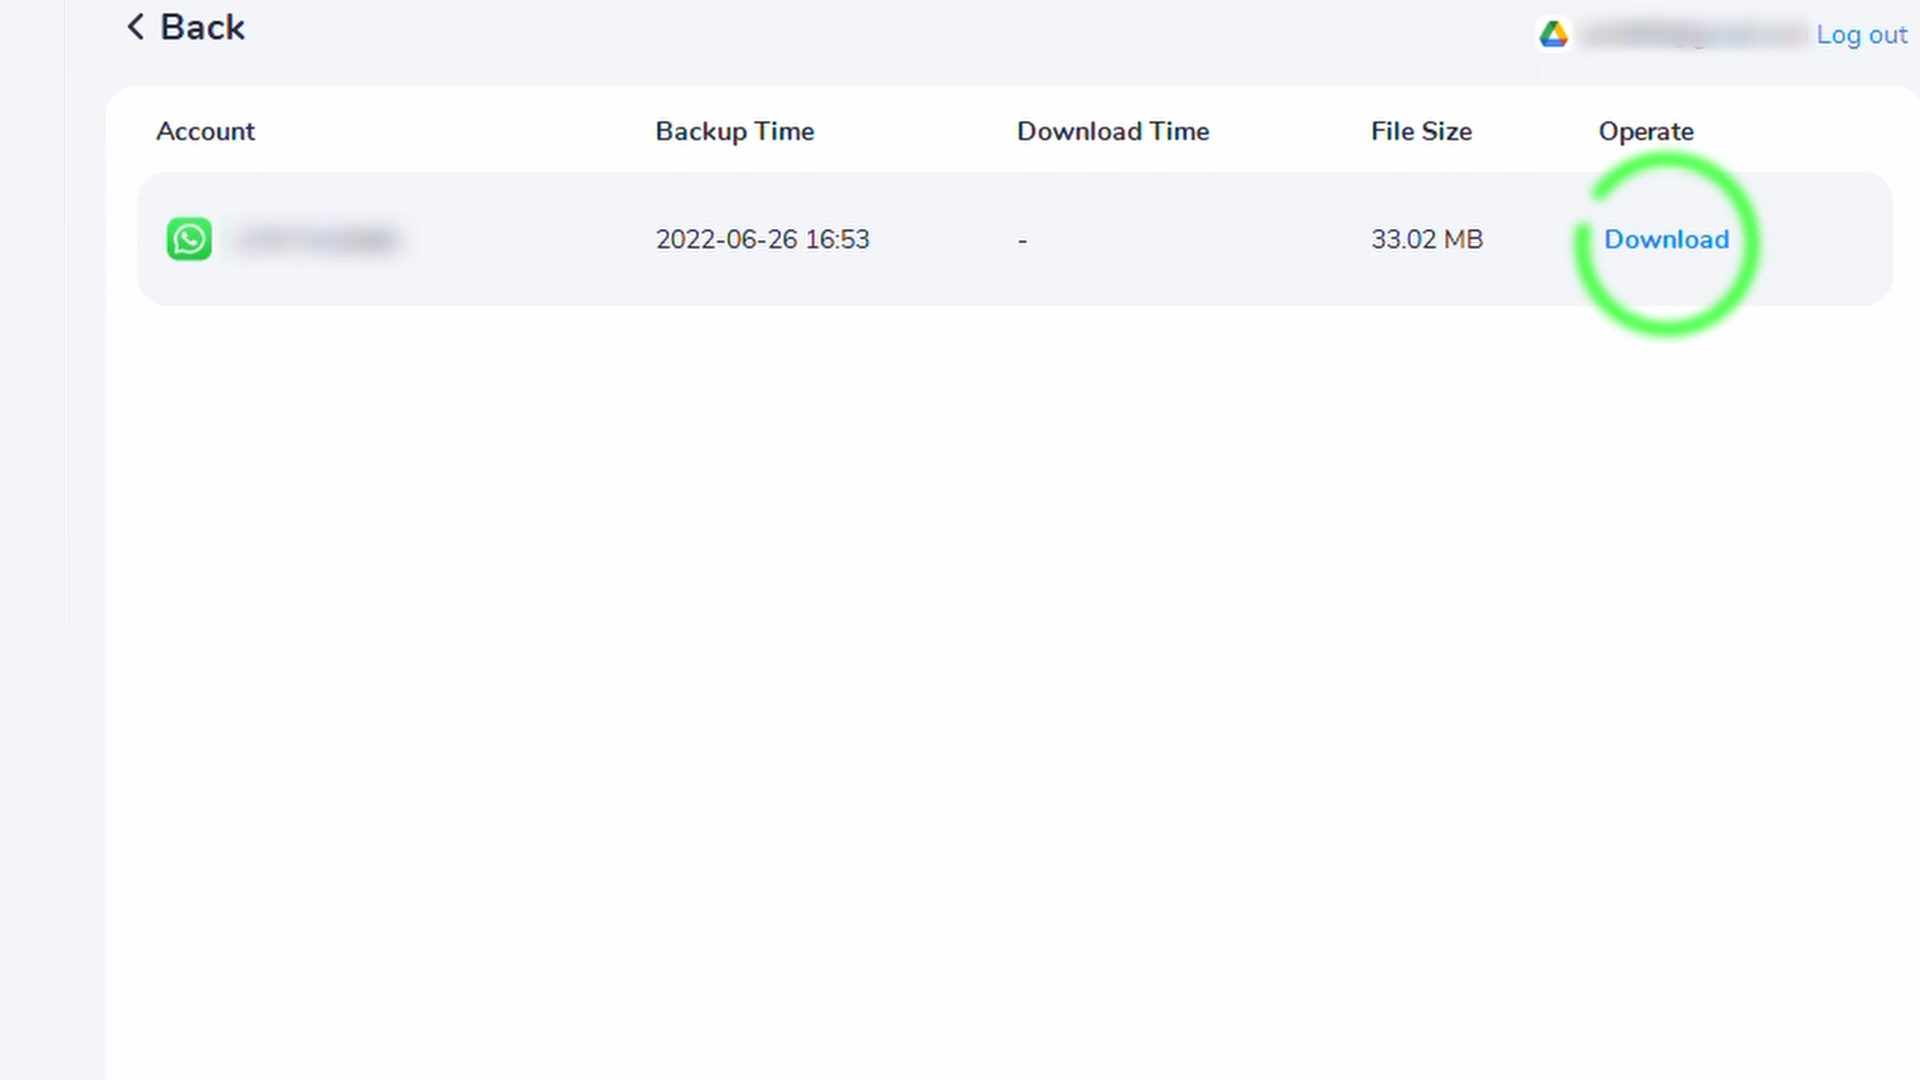 Back
Log out
Account Backup Time Download Time File Size Operate
2022-06-26 16:53 - 33.02 MB Download